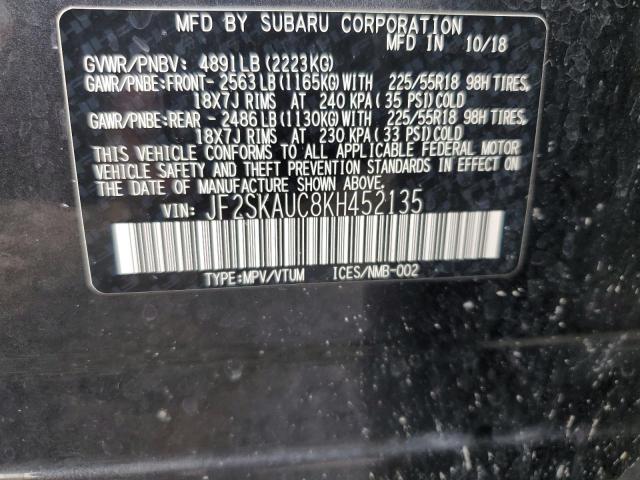 MFD BY SUBARU CORPORATION
MFD IN 10/18
GVWR/PNBV: 4891LB(2223KG)
GAWR/PNBE:FRONT-2563LB(1165KG)WITH 225/55R18 98H TIRES,
18X7J RIMS AT 240 KPA(35 PSI)COLD
GAWR/PNBE:REAR-2486LB(1130KG)WITH 225/55R18 98H TIRES,
18X7J RIMS AT 230 KPA(33 PSI)COLD
THIS VEHICLE CONFORMS TO ALL APPLICABLE FEDERAL MOTOR
VEHICLE SAFETY AND THEFT PREVENTION STANDARDS IN EFFECT
ON THE DATE OF MANUFACTURE SHOWN ABOVE.
VIN: JF2SKAUC8KH452135
TYPE:MPV/VTUM ICES/NMB-002